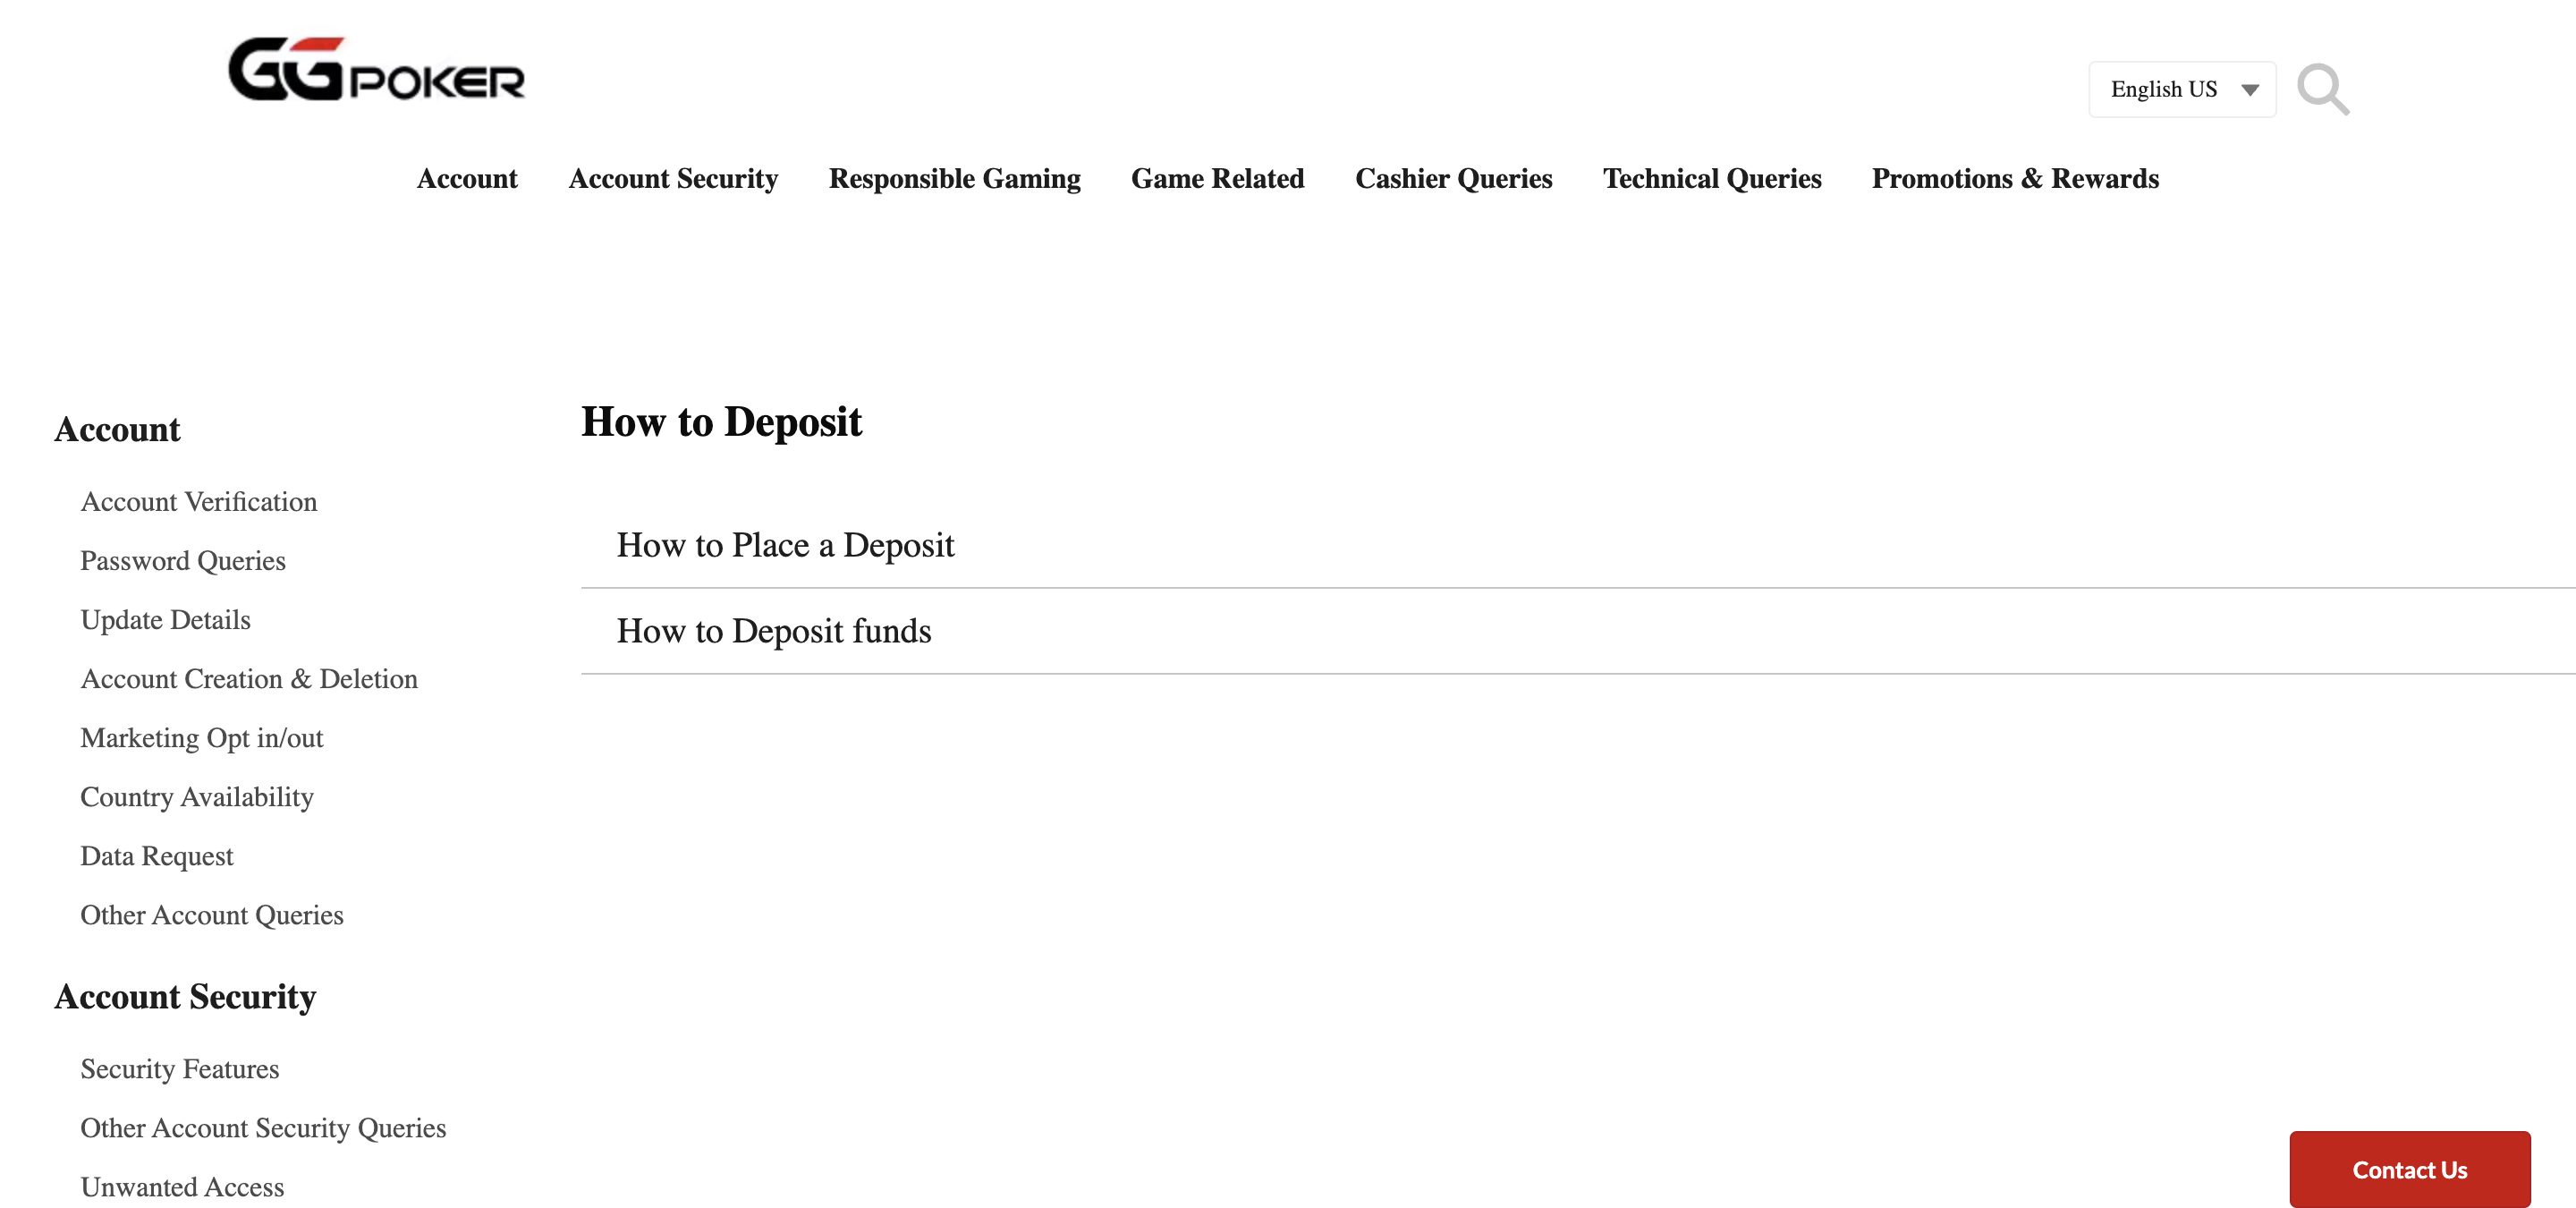 GGPOKER
English US
Account Account Security Responsible Gaming Game Related Cashier Queries Technical Queries Promotions & Rewards
Account
Account Verification
Password Queries
Update Details
Account Creation & Deletion
Marketing Opt in/out
Country Availability
Data Request
Other Account Queries
Account Security
Security Features
Other Account Security Queries
Unwanted Access
How to Deposit
How to Place a Deposit
How to Deposit funds
Contact Us